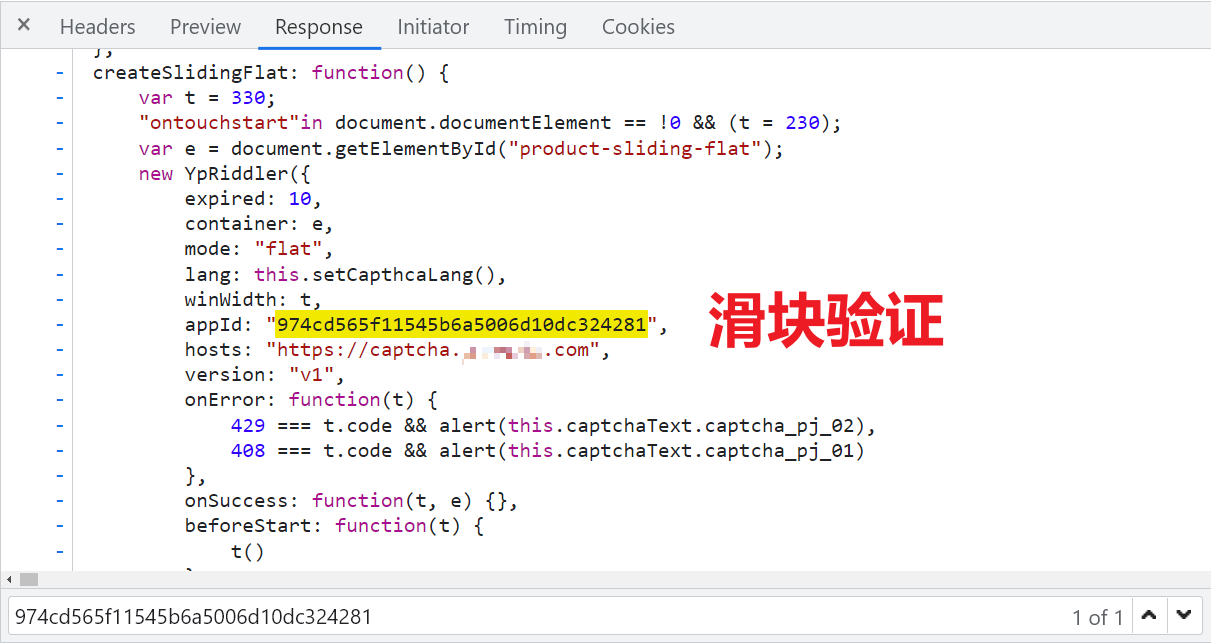 × Headers Preview Response Initiator Timing Cookies
},
- createSlidingFlat: function() {
- var t = 330;
- "ontouchstart"in document.documentElement == !0 && (t = 230);
- var e = document.getElementById("product-sliding-flat");
- new YpRiddler({
- expired: 10,
- container: e,
- mode: "flat",
- lang: this.setCapthcaLang(),
- winWidth: t,
- appId: "974cd565f11545b6a5006d10dc324281",
- hosts: "https://captcha. .com",
- version: "v1",
- onError: function(t) {
- 429 === t.code && alert(this.captchaText.captcha_pj_02),
- 408 === t.code && alert(this.captchaText.captcha_pj_01)
- },
- onSuccess: function(t, e) {},
- beforeStart: function(t) {
- t()
滑块验证
974cd565f11545b6a5006d10dc324281 1 of 1